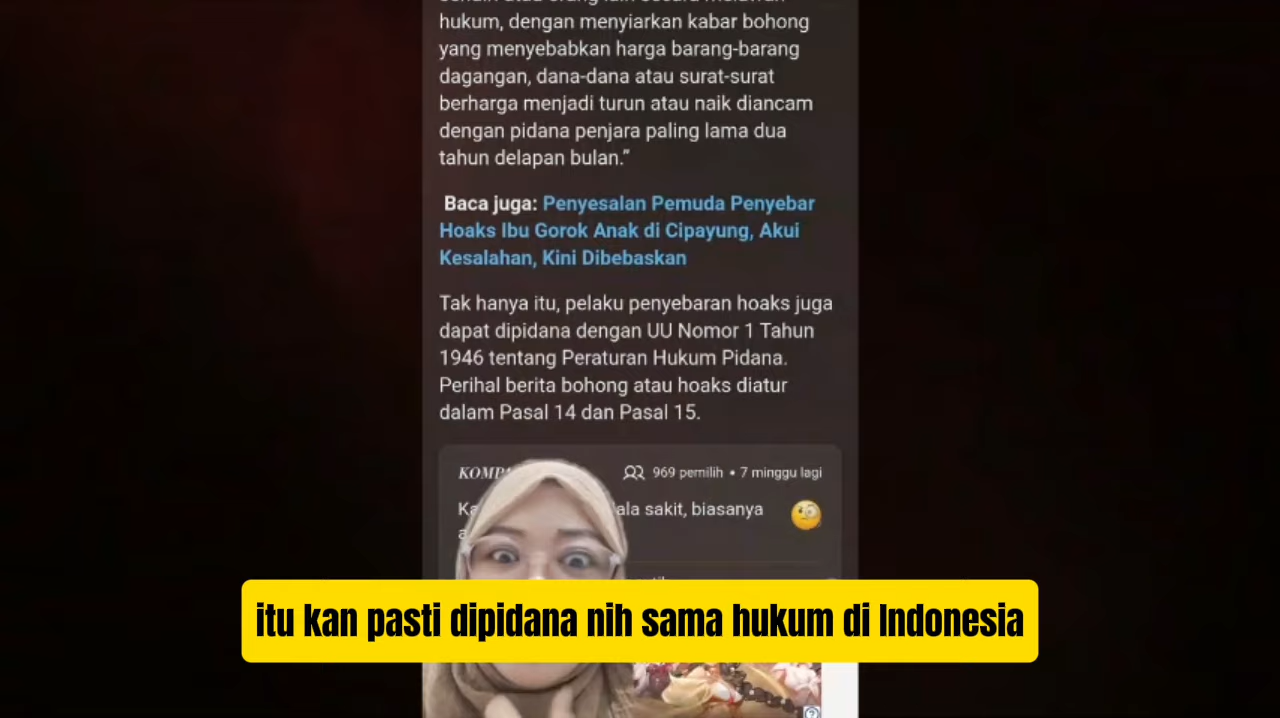 hukum, dengan menyiarkan kabar bohong
yang menyebabkan harga barang-barang
dagangan, dana-dana atau surat-surat
berharga menjadi turun atau naik diancam
dengan pidana penjara paling lama dua
tahun delapan bulan.”
Baca juga: Penyesalan Pemuda Penyebar
Hoaks Ibu Gorok Anak di Cipayung, Akui
Kesalahan, Kini Dibebaskan
Tak hanya itu, pelaku penyebaran hoaks juga
dapat dipidana dengan UU Nomor 1 Tahun
1946 tentang Peraturan Hukum Pidana.
Perihal berita bohong atau hoaks diatur
dalam Pasal 14 dan Pasal 15.
969 pemilih • 7 minggu lagi
sakit, biasanya
itu kan pasti dipidana nih sama hukum di Indonesia